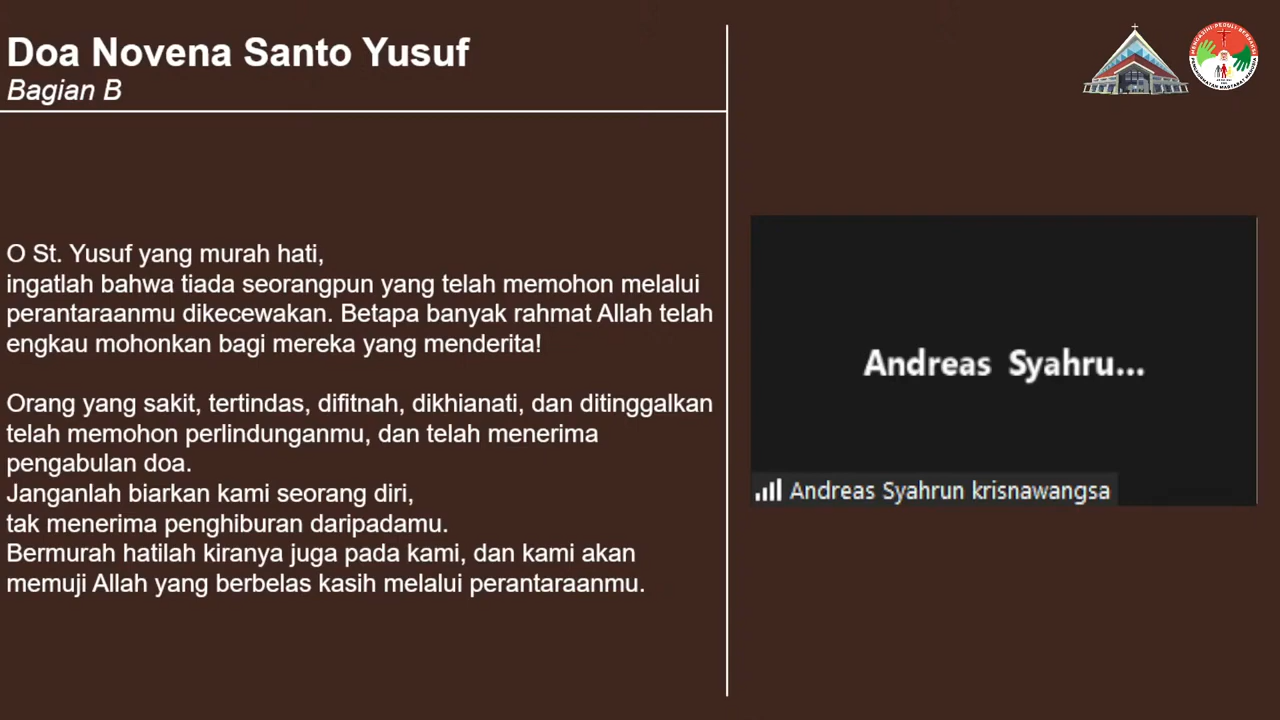 Doa Novena Santo Yusuf
Bagian B
O St. Yusuf yang murah hati,
ingatlah bahwa tiada seorangpun yang telah memohon melalui
perantaraanmu dikecewakan. Betapa banyak rahmat Allah telah
engkau mohonkan bagi mereka yang menderita!
Orang yang sakit, tertindas, difitnah, dikhianati, dan ditinggalkan
telah memohon perlindunganmu, dan telah menerima
pengabulan doa.
Janganlah biarkan kami seorang diri,
tak menerima penghiburan daripadamu.
Bermurah hatilah kiranya juga pada kami, dan kami akan
memuji Allah yang berbelas kasih melalui perantaraanmu.
Andreas Syahru...
Andreas Syahrun krisnawangsa